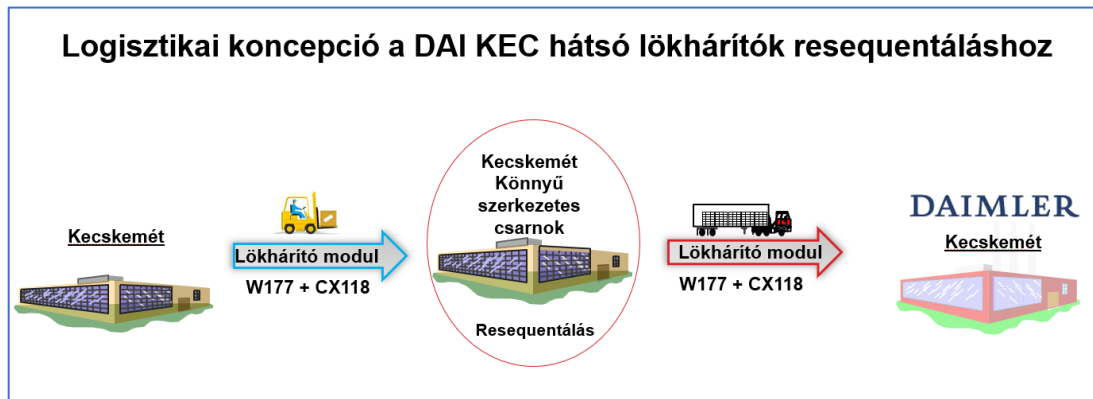 Logisztikai koncepció a DAI KEC hátsó lökhárítók resequentáláshoz
Kecskemét
Lökhárító modul
W177 + CX118
Kecskemét
Könnyű
szerkezetes
csarnok
Resequentálás
Lökhárító modul
W177 + CX118
DAIMLER
Kecskemét